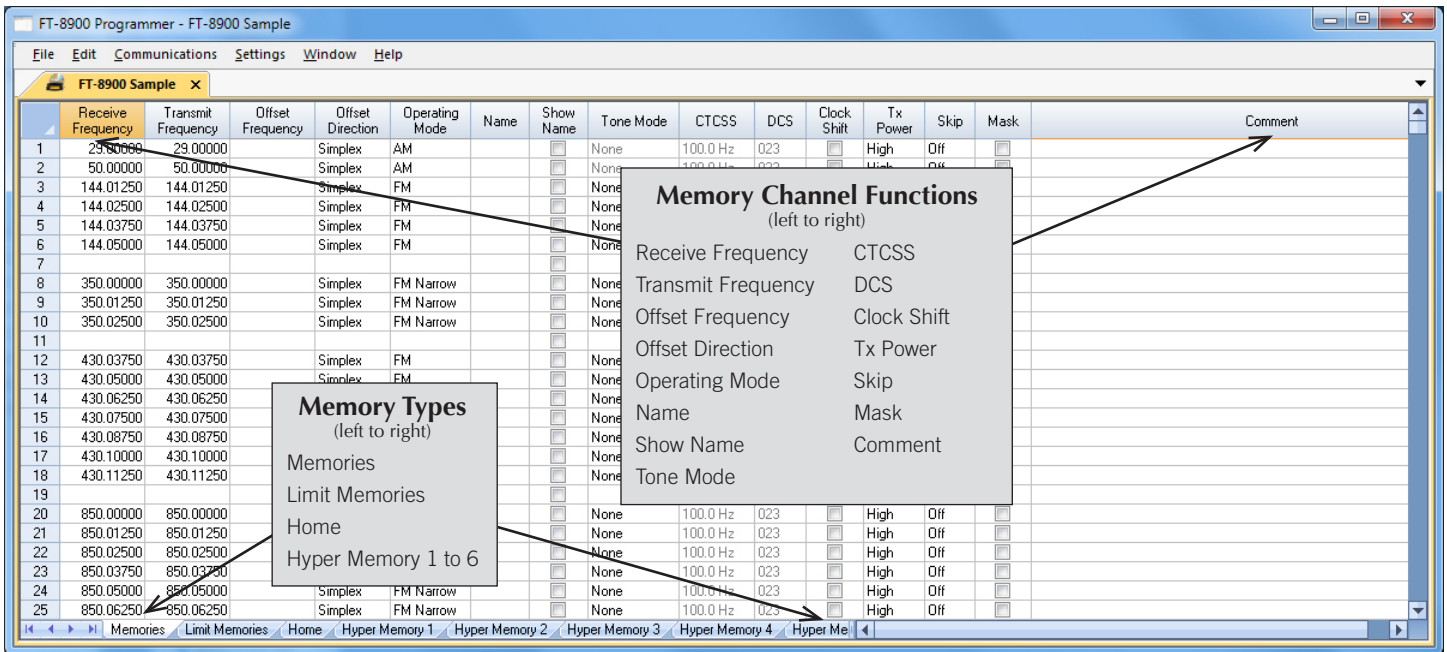 FT-8900 Programmer - FT-8900 Sample
File Edit Communications Settings Window Help
FT-8900 Sample X
Receive Frequency Transmit Frequency Offset Frequency Offset Direction Operating Mode Name Show Name Tone Mode CTCSS DCS Clock Shift Tx Power Skip Mask Comment
1 29.00000 29.00000 Simplex AM None 100.0 Hz 023 High Off
2 50.00000 50.00000 Simplex AM None 100.0 Hz 023 High Off
3 144.01250 144.01250 Simplex FM None
4 144.02500 144.02500 Simplex FM None
5 144.03750 144.03750 Simplex FM None
6 144.05000 144.05000 Simplex FM None
7
8 350.00000 350.00000 Simplex FM Narrow None
9 350.01250 350.01250 Simplex FM Narrow None
10 350.02500 350.02500 Simplex FM Narrow None
11
12 430.03750 430.03750 Simplex FM None
13 430.05000 430.05000 Simplex FM None
14 430.06250 430.06250 None
15 430.07500 430.07500 None
16 430.08750 430.08750 None
17 430.10000 430.10000 None
18 430.11250 430.11250 None
19
20 850.00000 850.00000 None 100.0 Hz 023 High Off
21 850.01250 850.01250 None 100.0 Hz 023 High Off
22 850.02500 850.02500 None 100.0 Hz 023 High Off
23 850.03750 850.03750 None 100.0 Hz 023 High Off
24 850.05000 850.05000 Simplex FM Narrow None 100.0 Hz 023 High Off
25 850.06250 850.06250 Simplex FM Narrow None 100.0 Hz 023 High Off
Memory Channel Functions
(left to right)
Receive Frequency CTCSS
Transmit Frequency DCS
Offset Frequency Clock Shift
Offset Direction Tx Power
Operating Mode Skip
Name Mask
Show Name Comment
Tone Mode
Memory Types
(left to right)
Memories
Limit Memories
Home
Hyper Memory 1 to 6
Memories Limit Memories Home Hyper Memory 1 Hyper Memory 2 Hyper Memory 3 Hyper Memory 4 Hyper Me